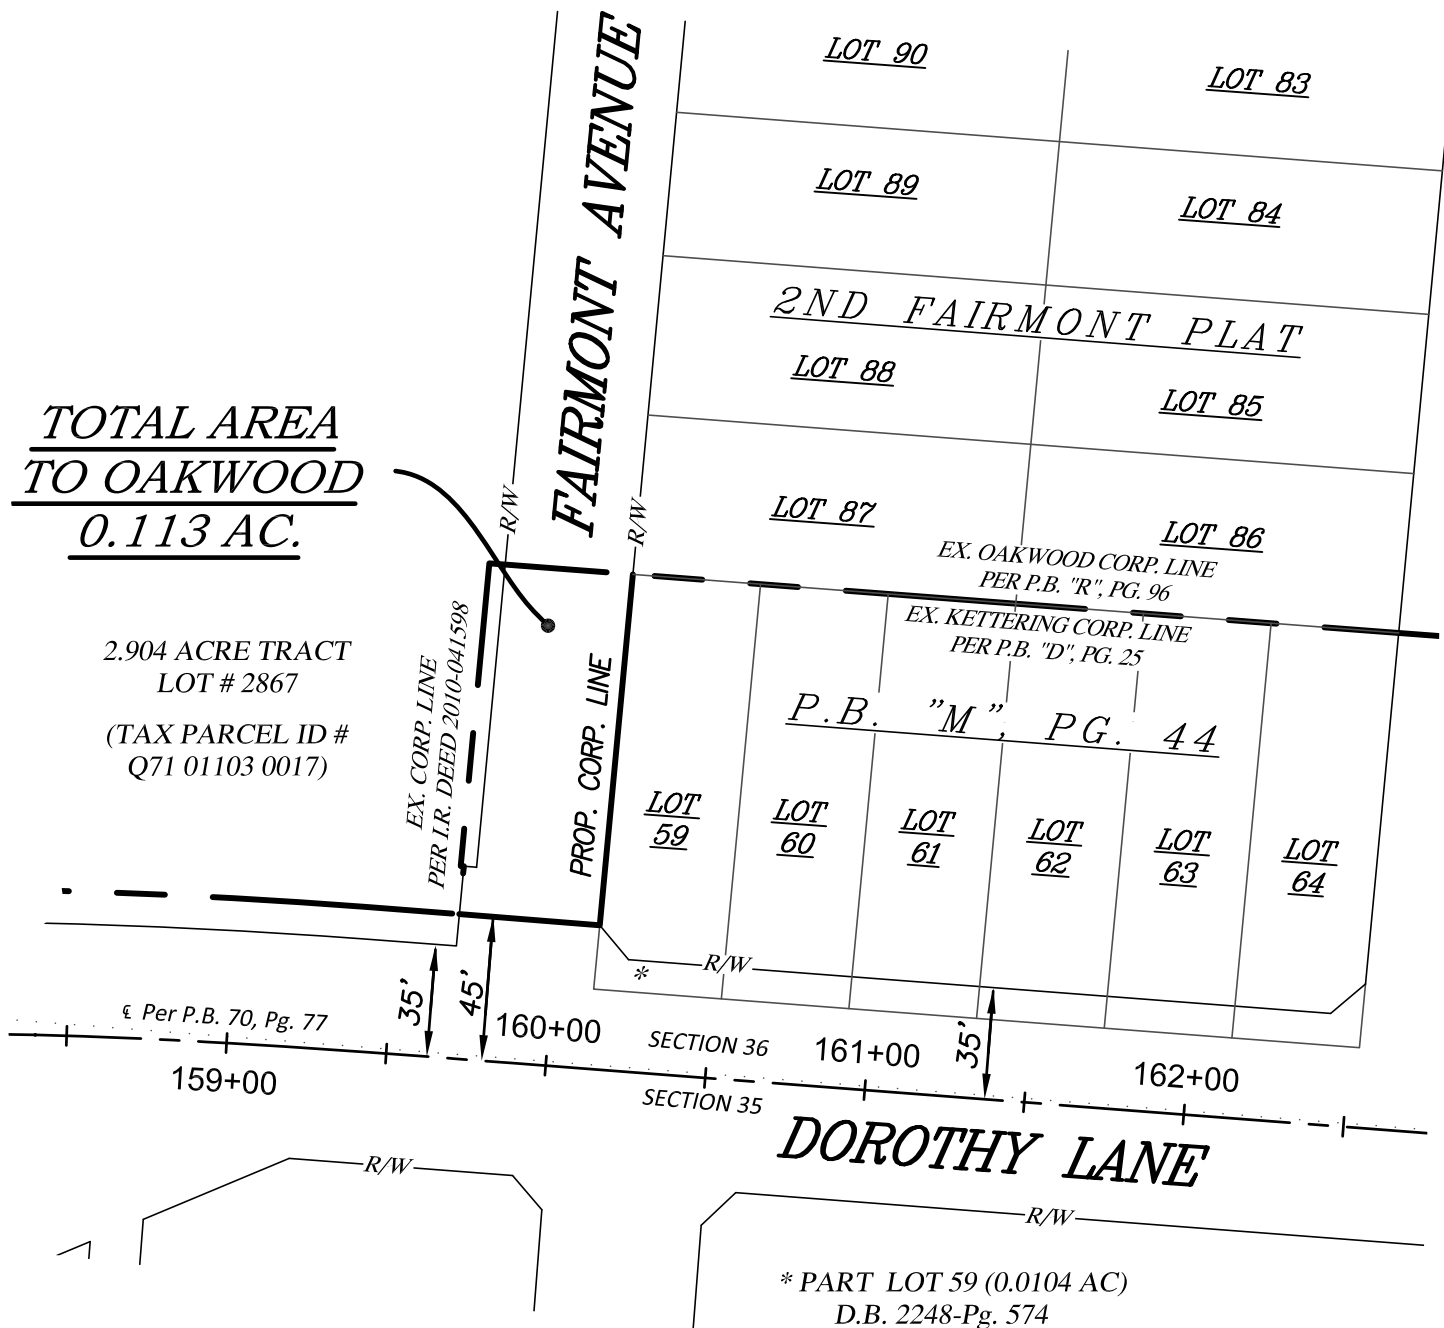 FAIRMONT AVENUE
LOT 90
LOT 83
LOT 89
LOT 84
2ND FAIRMONT PLAT
LOT 88
LOT 85
LOT 87
LOT 86
R/W
R/W
TOTAL AREA
TO OAKWOOD
0.113 AC.
EX. OAKWOOD CORP. LINE
PER P.B. "R", PG. 96
EX. KETTERING CORP. LINE
PER P.B. "D", PG. 25
2.904 ACRE TRACT
LOT # 2867
(TAX PARCEL ID #
Q71 01103 0017)
EX. CORP. LINE
PER I.R. DEED 2010-041598
PROP. CORP. LINE
P.B. "M", PG. 44
LOT
59
LOT
60
LOT
61
LOT
62
LOT
63
LOT
64
* R/W
35'
45'
35'
℄ Per P.B. 70, Pg. 77
159+00
160+00
161+00
162+00
SECTION 36
SECTION 35
DOROTHY LANE
R/W
R/W
* PART LOT 59 (0.0104 AC)
D.B. 2248-Pg. 574